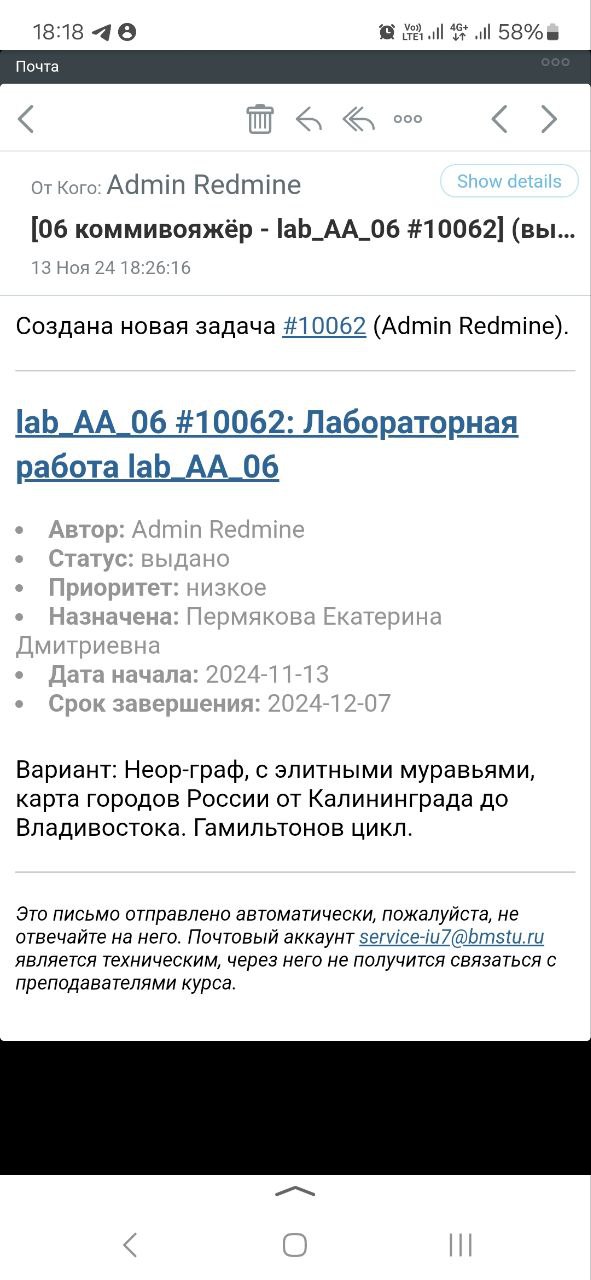 18:18 Vo)) LTE1 4G+ 58%
Почта
От Кого: Admin Redmine Show details
[06 коммивояжёр - lab_AA_06 #10062] (вы...
13 Ноя 24 18:26:16
Создана новая задача #10062 (Admin Redmine).
lab_AA_06 #10062: Лабораторная
работа lab_AA_06
• Автор: Admin Redmine
• Статус: выдано
• Приоритет: низкое
• Назначена: Пермякова Екатерина
Дмитриевна
• Дата начала: 2024-11-13
• Срок завершения: 2024-12-07
Вариант: Неор-граф, с элитными муравьями,
карта городов России от Калининграда до
Владивостока. Гамильтонов цикл.
Это письмо отправлено автоматически, пожалуйста, не
отвечайте на него. Почтовый аккаунт service-iu7@bmstu.ru
является техническим, через него не получится связаться с
преподавателями курса.